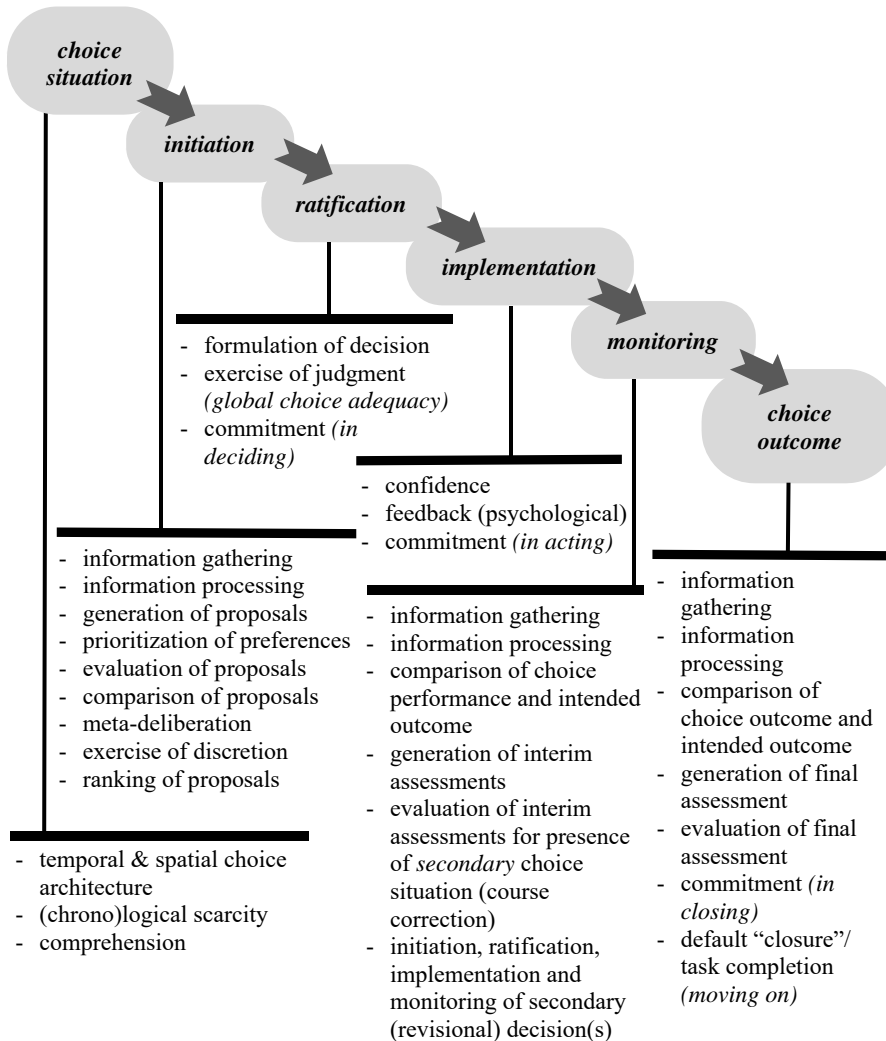 choice
situation
initiation
ratification
implementation
monitoring
choice
outcome
- formulation of decision
- exercise of judgment
(global choice adequacy)
- commitment (in
deciding)
- confidence
- feedback (psychological)
- commitment (in acting)
- information gathering
- information processing
- generation of proposals
- prioritization of preferences
- evaluation of proposals
- comparison of proposals
- meta-deliberation
- exercise of discretion
- ranking of proposals
- temporal & spatial choice
architecture
- (chrono)logical scarcity
- comprehension
- information gathering
- information processing
- comparison of choice
performance and intended
outcome
- generation of interim
assessments
- evaluation of interim
assessments for presence
of secondary choice
situation (course
correction)
- initiation, ratification,
implementation and
monitoring of secondary
(revisional) decision(s)
- information
gathering
- information
processing
- comparison of
choice outcome and
intended outcome
- generation of final
assessment
- evaluation of final
assessment
- commitment (in
closing)
- default “closure”/
task completion
(moving on)